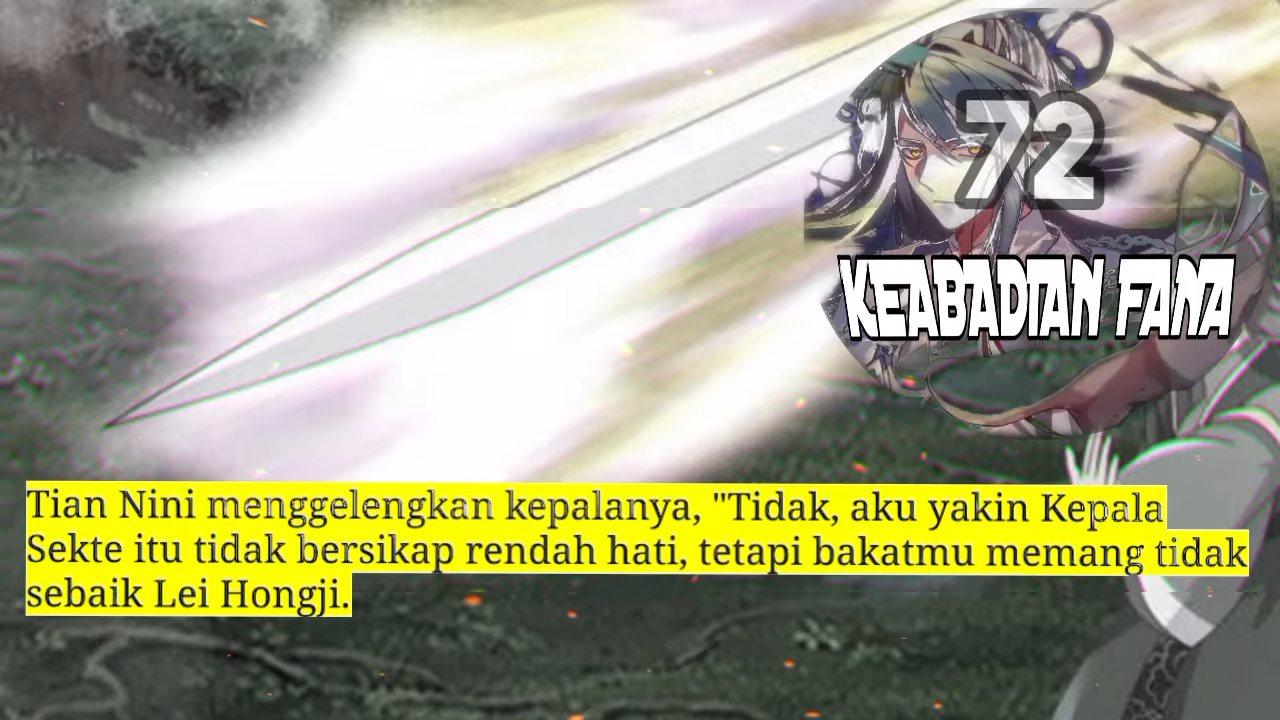 72
KEABADIAN FANA
Tian Nini menggelengkan kepalanya, "Tidak, aku yakin Kepala
Sekte itu tidak bersikap rendah hati, tetapi bakatmu memang tidak
sebaik Lei Hongji.